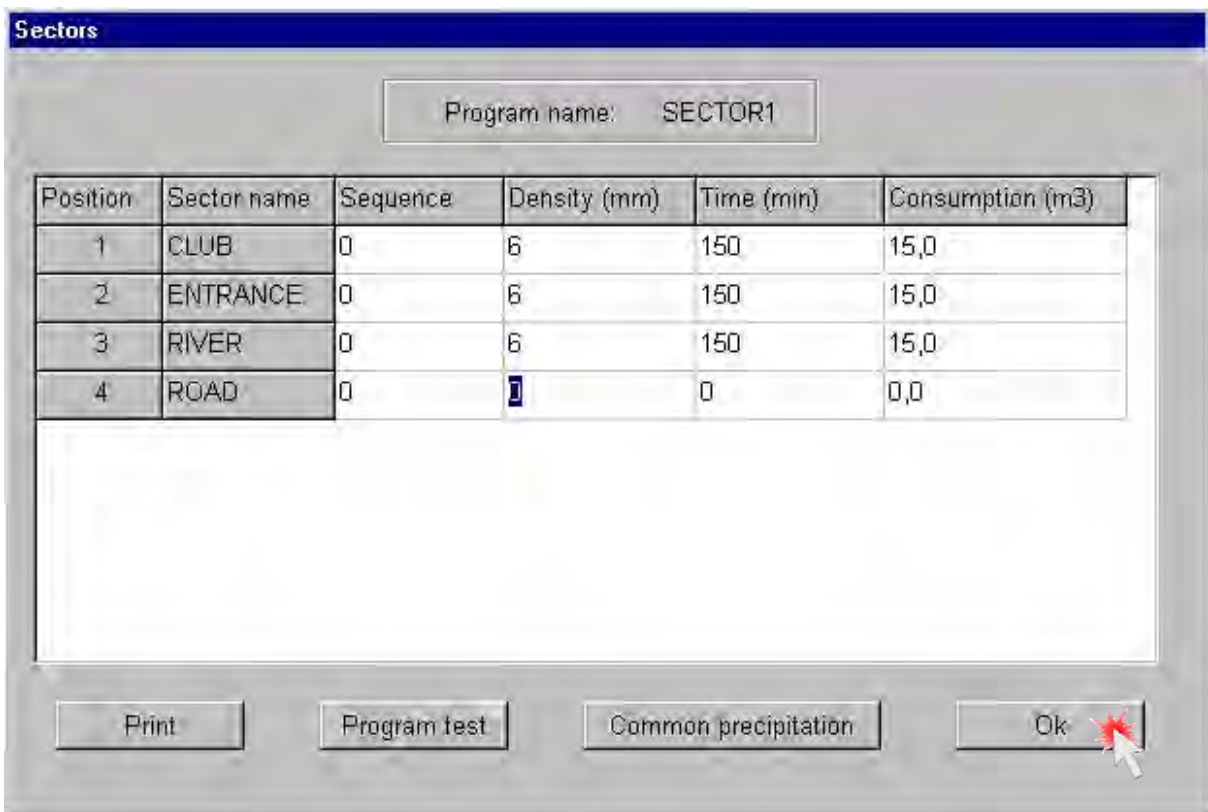 Sectors
Program name: SECTOR1
Position Sector name Sequence Density (mm) Time (min) Consumption (m3)
1 CLUB 0 6 150 15,0
2 ENTRANCE 0 6 150 15,0
3 RIVER 0 6 150 15,0
4 ROAD 0 0 0 0,0
Print Program test Common precipitation Ok